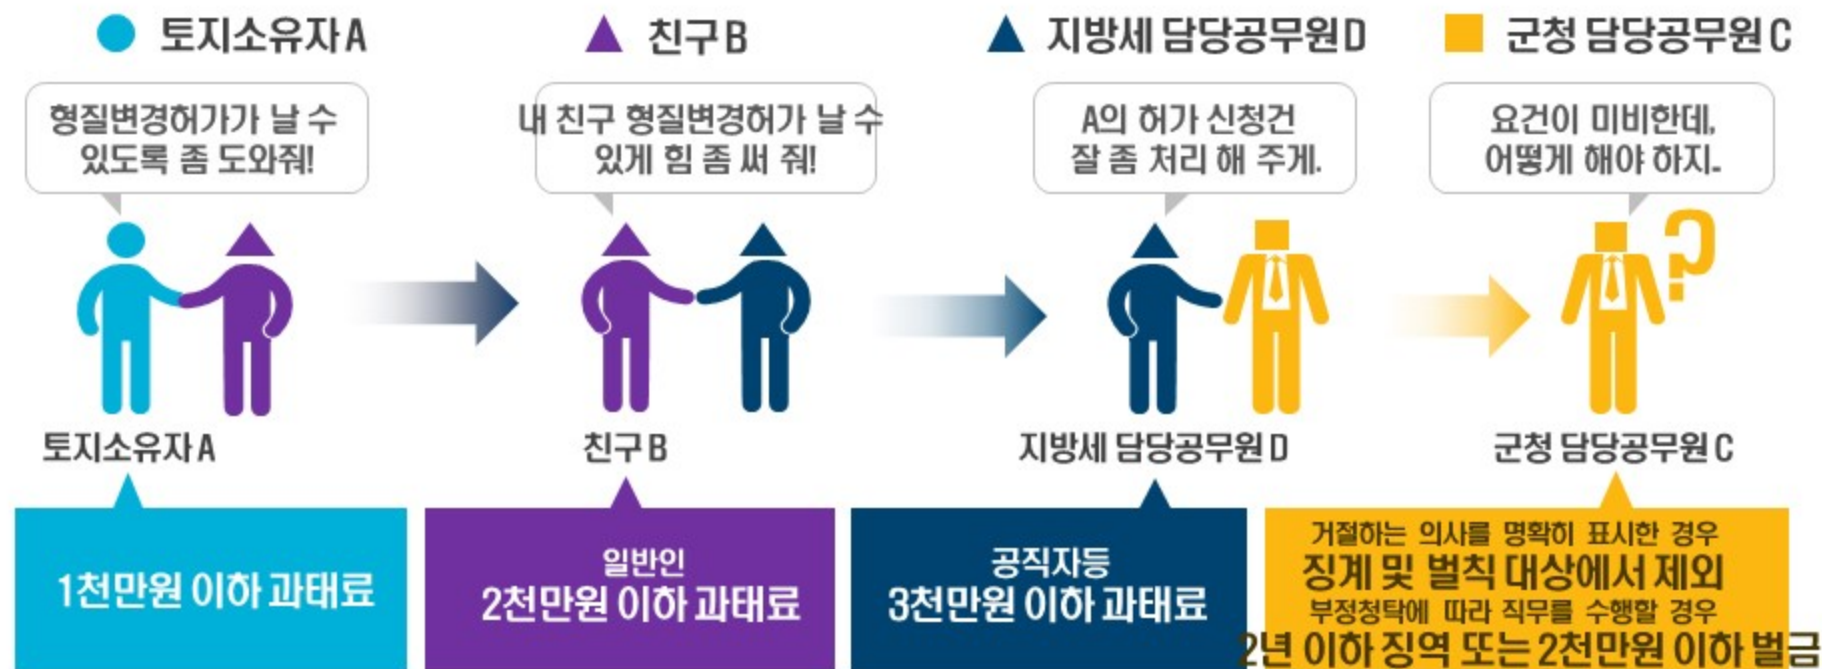 토지소유자 A
친구 B
지방세 담당공무원 D
군청 담당공무원 C
형질변경허가가 날 수
있도록 좀 도와줘!
내 친구 형질변경허가 날 수
있게 힘 좀 써 줘!
A의 허가 신청건
잘 좀 처리 해 주게.
요건이 미비한데,
어떻게 해야 하지..
?
토지소유자 A
친구 B
지방세 담당공무원 D
군청 담당공무원 C
1천만원 이하 과태료
일반인
2천만원 이하 과태료
공직자등
3천만원 이하 과태료
거절하는 의사를 명확히 표시한 경우
징계 및 벌칙 대상에서 제외
부정청탁에 따라 직무를 수행할 경우
2년 이하 징역 또는 2천만원 이하 벌금